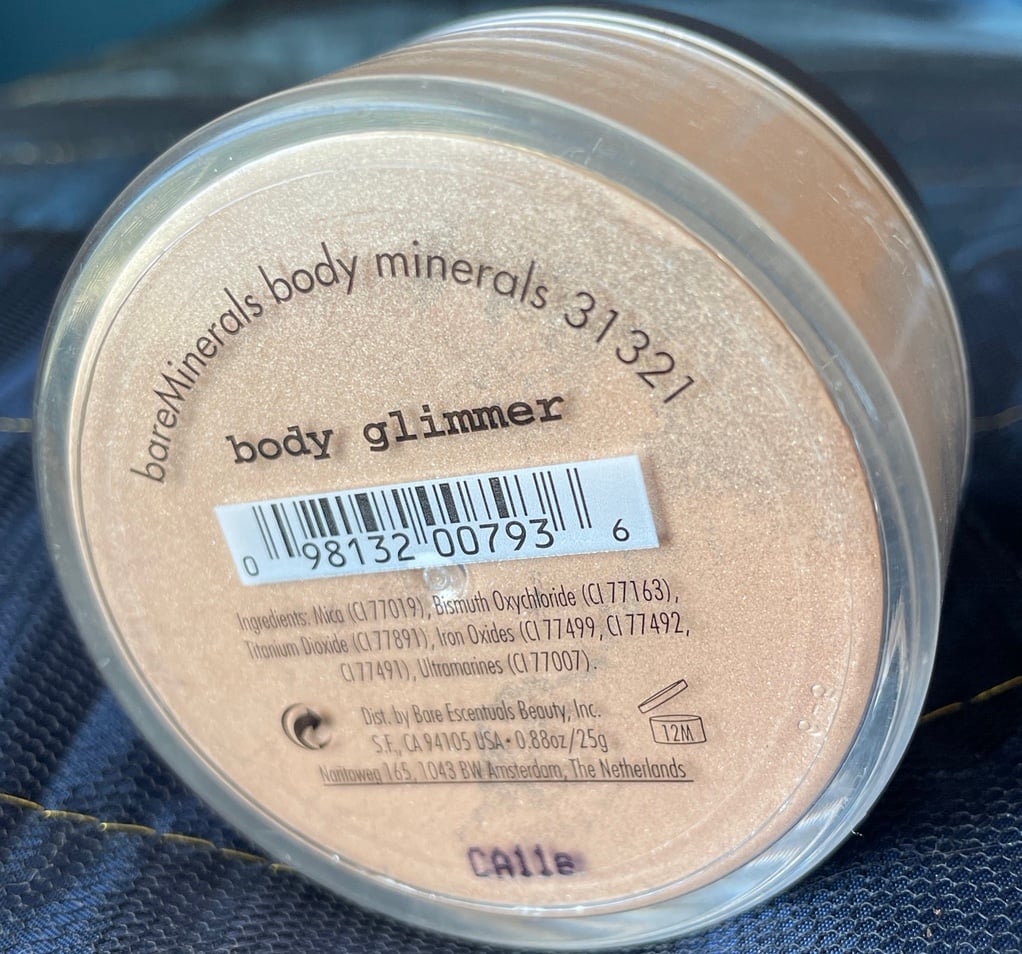 bareMinerals body minerals 31321
body glimmer
0 98132 00793 6
Ingredients: Mica (CI 77019), Bismuth Oxychloride (CI 77163),
Titanium Dioxide (CI 77891), Iron Oxides (CI 77499, CI 77492,
CI 77491), Ultramarines (CI 77007).
Dist. by Bare Escentuals Beauty, Inc.
S.F., CA 94105 USA • 0.88oz/25g
12M
Naritaweg 165, 1043 BW Amsterdam, The Netherlands